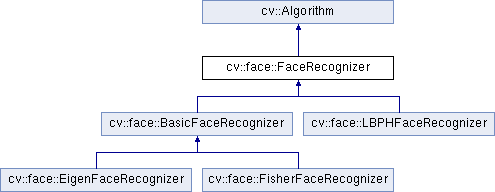 cv::Algorithm
cv::face::FaceRecognizer
cv::face::BasicFaceRecognizer
cv::face::LBPHFaceRecognizer
cv::face::EigenFaceRecognizer
cv::face::FisherFaceRecognizer